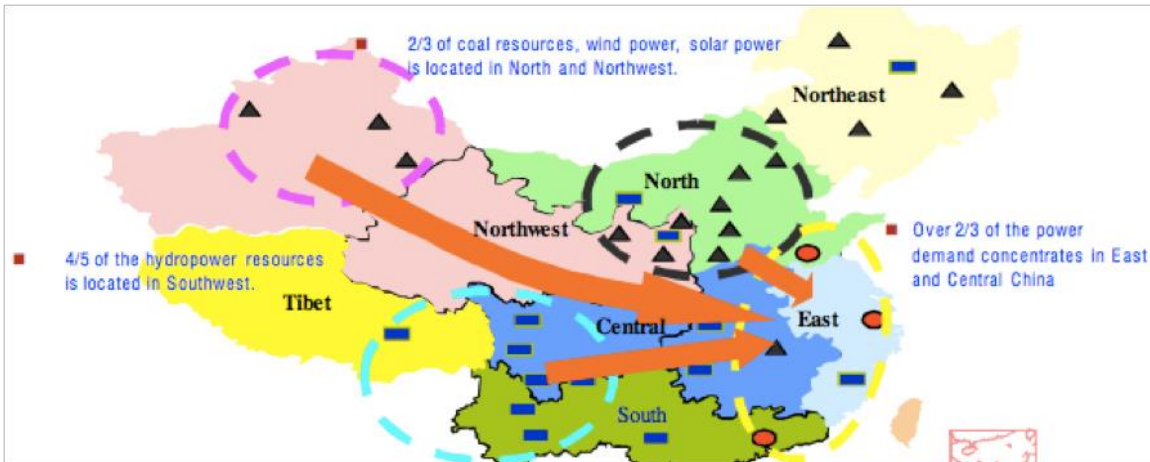 2/3 of coal resources, wind power, solar power
is located in North and Northwest.
Northeast
North
Northwest
4/5 of the hydropower resources
is located in Southwest.
Over 2/3 of the power
demand concentrates in East
and Central China
Tibet
Central
East
South